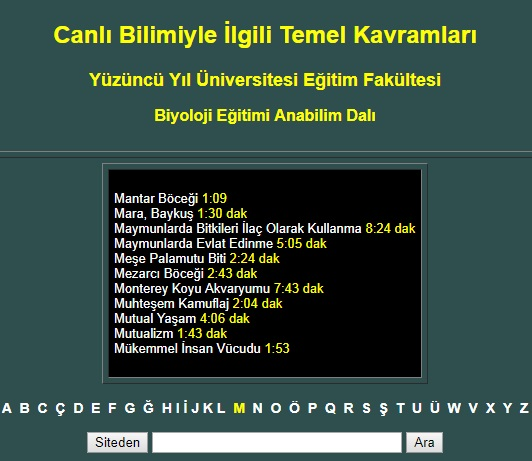 Canlı Bilimiyle İlgili Temel Kavramları
Yüzüncü Yıl Üniversitesi Eğitim Fakültesi
Biyoloji Eğitimi Anabilim Dalı
Mantar Böceği 1:09
Mara, Baykuş 1:30 dak
Maymunlarda Bitkileri İlaç Olarak Kullanma 8:24 dak
Maymunlarda Evlat Edinme 5:05 dak
Meşe Palamutu Biti 2:24 dak
Mezarcı Böceği 2:43 dak
Monterey Koyu Akvaryumu 7:43 dak
Muhteşem Kamuflaj 2:04 dak
Mutual Yaşam 4:06 dak
Mutualizm 1:43 dak
Mükemmel İnsan Vücudu 1:53
A B C Ç D E F G Ğ H I İ J K L M N O Ö P Q R S Ş T U Ü W V X Y Z
Siteden Ara